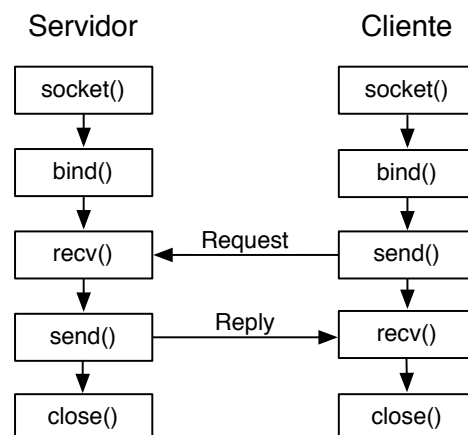 Servidor
Cliente
socket()
socket()
bind()
bind()
Request
recv()
send()
Reply
send()
recv()
close()
close()